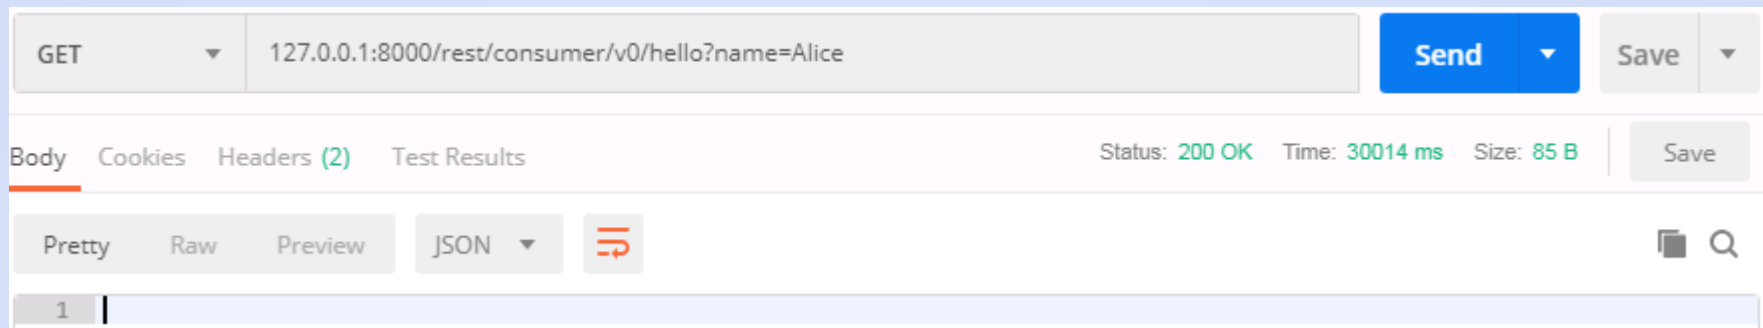 GET 127.0.0.1:8000/rest/consumer/v0/hello?name=Alice Send Save
Body Cookies Headers (2) Test Results Status: 200 OK Time: 30014 ms Size: 85 B Save
Pretty Raw Preview JSON
1